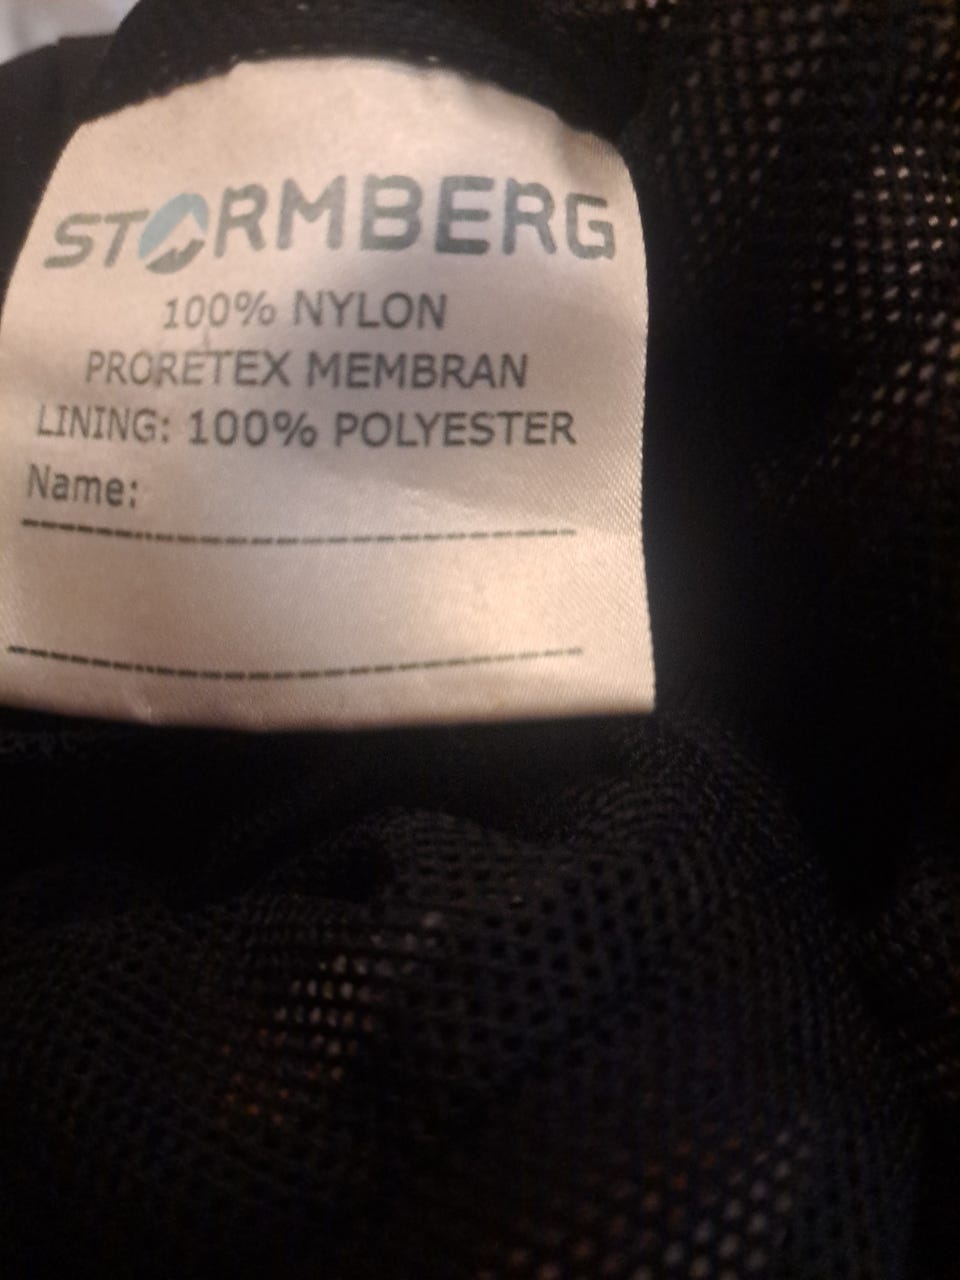 STORMBERG
100% NYLON
PRORETEX MEMBRAN
LINING: 100% POLYESTER
Name: